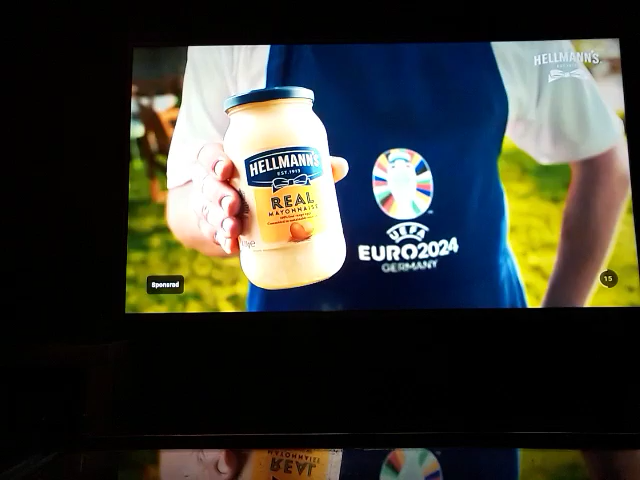 HELLMANN'S
HELLMANN'S
EST. 1913
REAL
MAYONNAISE
UEFA
EURO2024
GERMANY
Sponsored
15
REAL